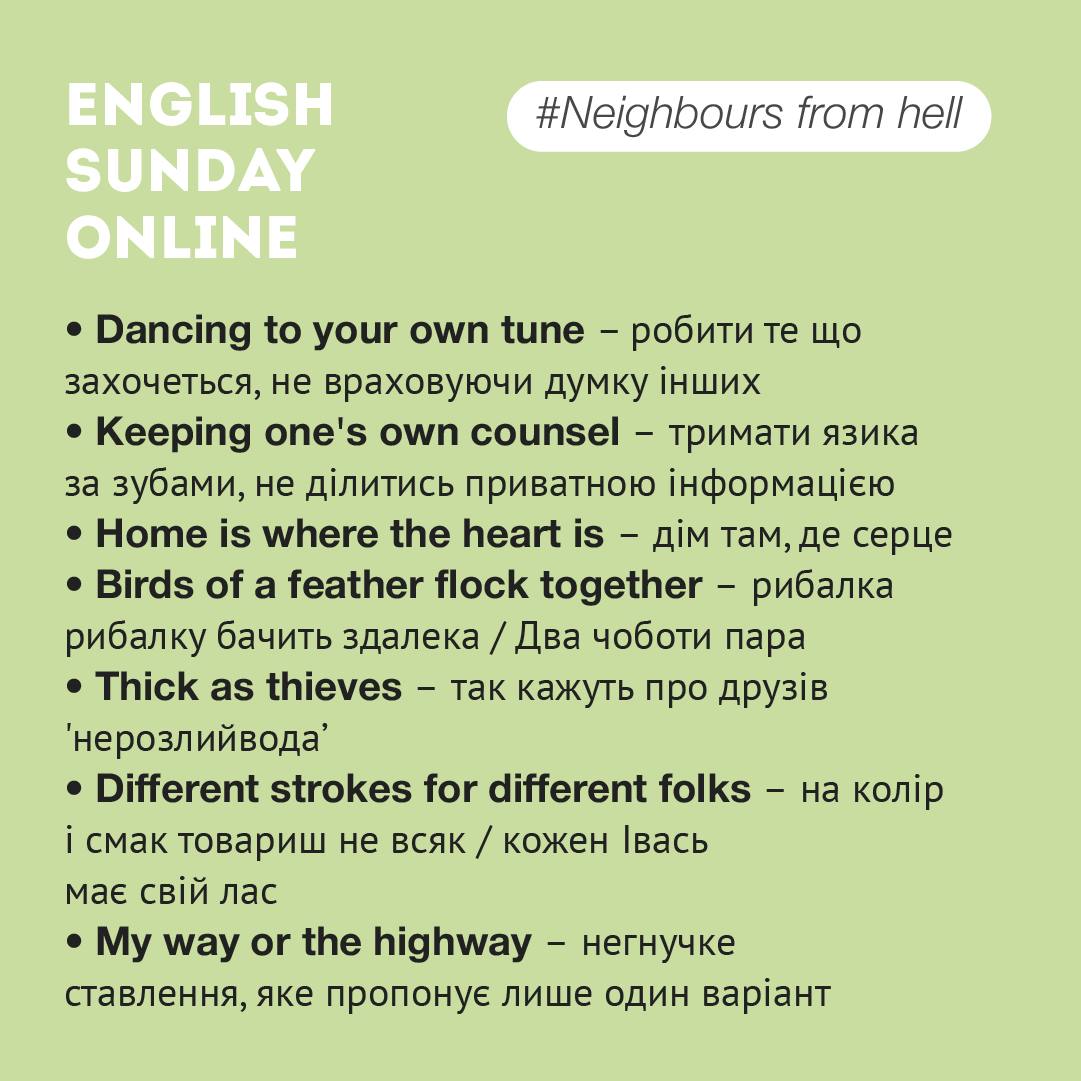 ENGLISH
SUNDAY
ONLINE
#Neighbours from hell
• Dancing to your own tune – робити те що
захочеться, не враховуючи думку інших
• Keeping one's own counsel – тримати язика
за зубами, не ділитись приватною інформацією
• Home is where the heart is – дім там, де серце
• Birds of a feather flock together – рибалка
рибалку бачить здалека / Два чоботи пара
• Thick as thieves – так кажуть про друзів
'нерозлийвода’
• Different strokes for different folks – на колір
і смак товариш не всяк / кожен Івась
має свій лас
• My way or the highway – негнучке
ставлення, яке пропонує лише один варіант